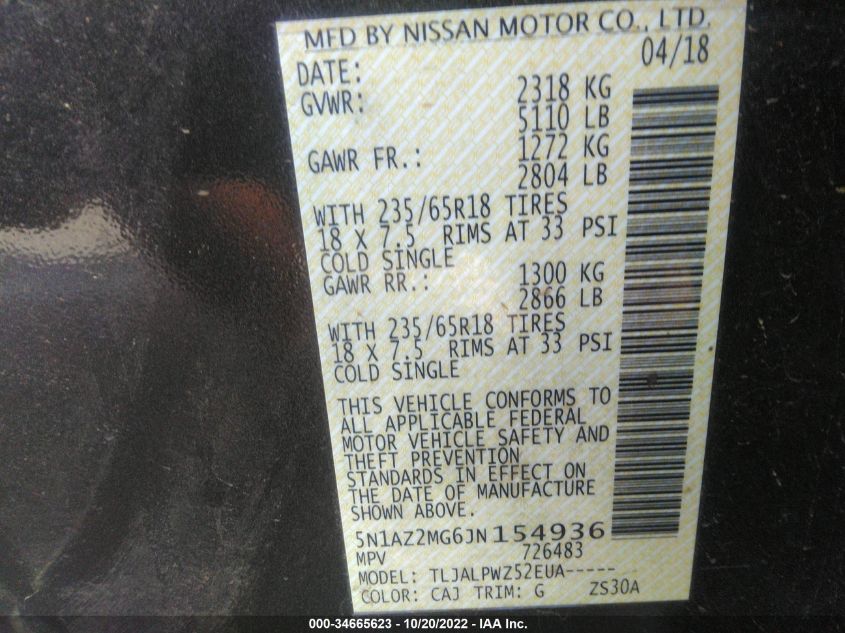 MFD BY NISSAN MOTOR CO., LTD.
DATE: 04/18
GVWR: 2318 KG
5110 LB
GAWR FR.: 1272 KG
2804 LB
WITH 235/65R18 TIRES
18 X 7.5 RIMS AT 33 PSI
COLD SINGLE
GAWR RR.: 1300 KG
2866 LB
WITH 235/65R18 TIRES
18 X 7.5 RIMS AT 33 PSI
COLD SINGLE
THIS VEHICLE CONFORMS TO
ALL APPLICABLE FEDERAL
MOTOR VEHICLE SAFETY AND
THEFT PREVENTION
STANDARDS IN EFFECT ON
THE DATE OF MANUFACTURE
SHOWN ABOVE.
5N1AZ2MG6JN154936
MPV 726483
MODEL: TLJALPWZ52EUA-----
COLOR: CAJ TRIM: G ZS30A
000-34665623 - 10/20/2022 - IAA Inc.